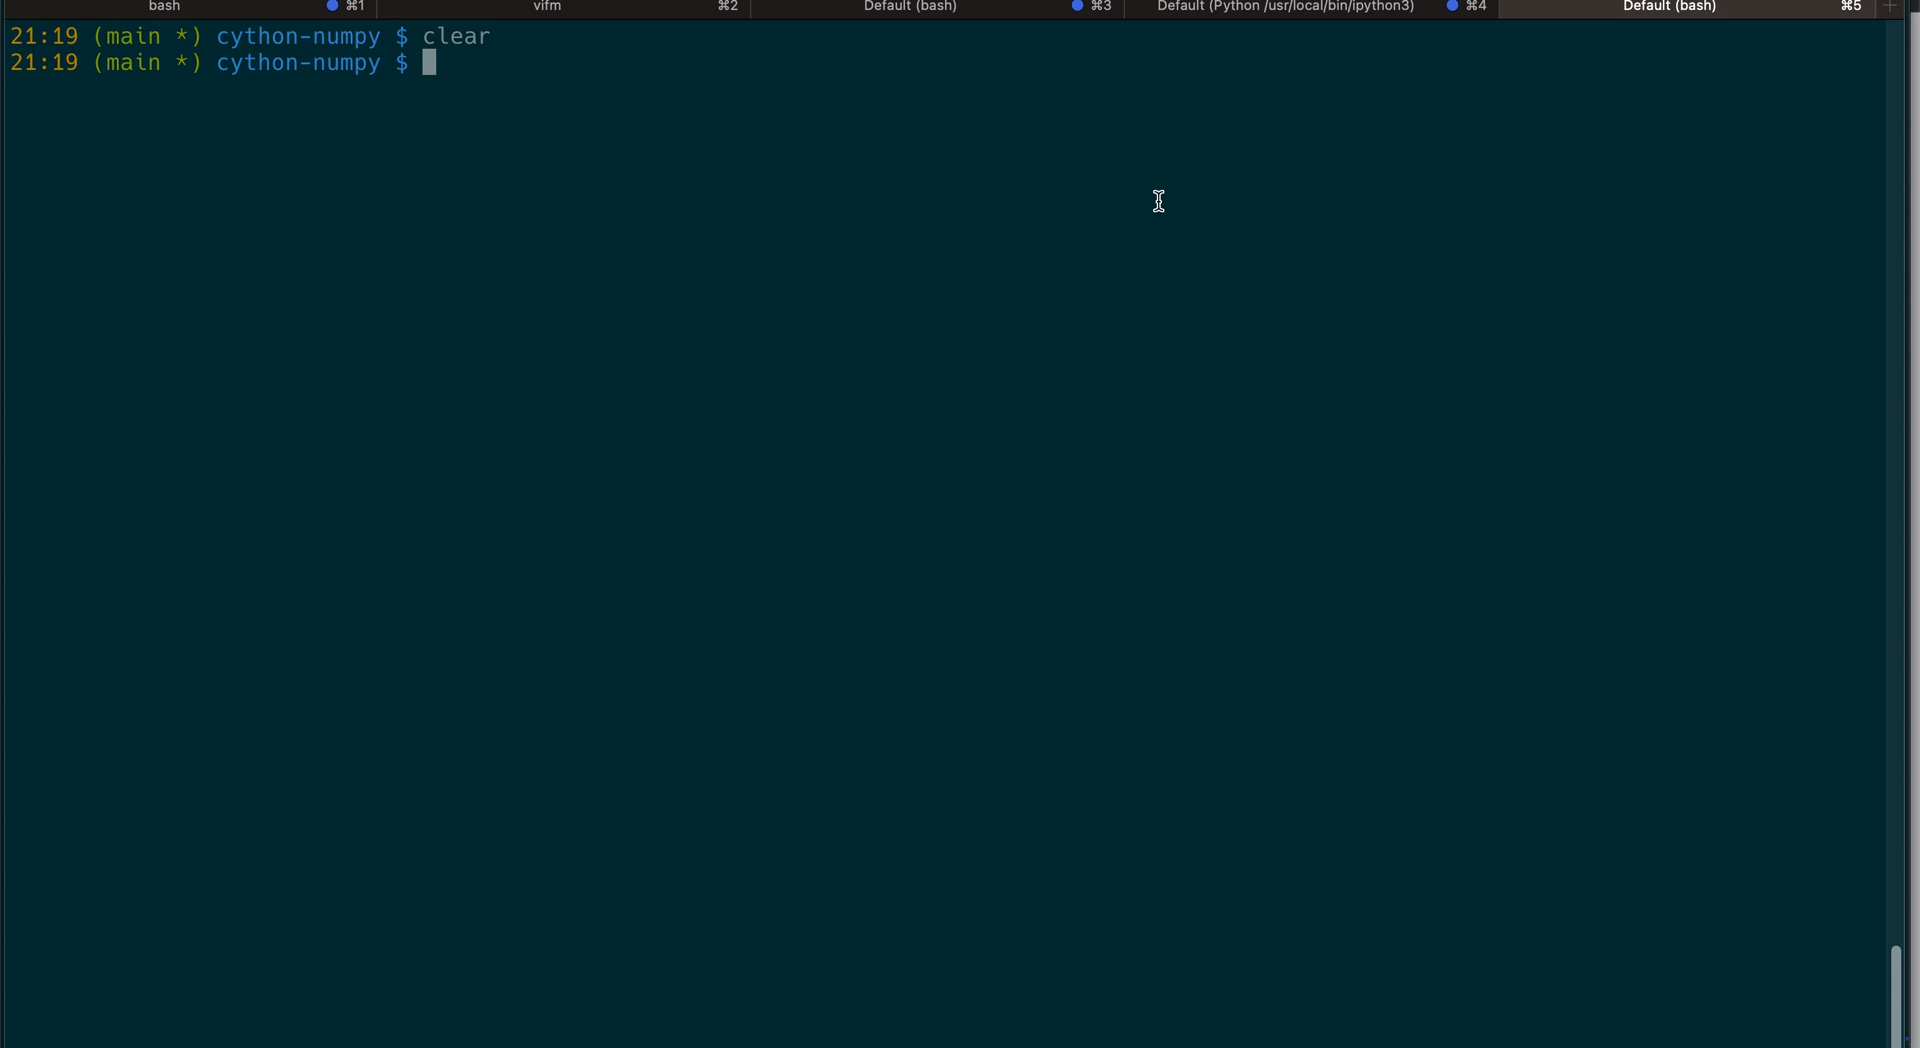 bash ⌘1 vifm ⌘2 Default (bash) ⌘3 Default (Python /usr/local/bin/ipython3) ⌘4 Default (bash) ⌘5 +
21:19 (main *) cython-numpy $ clear
21:19 (main *) cython-numpy $